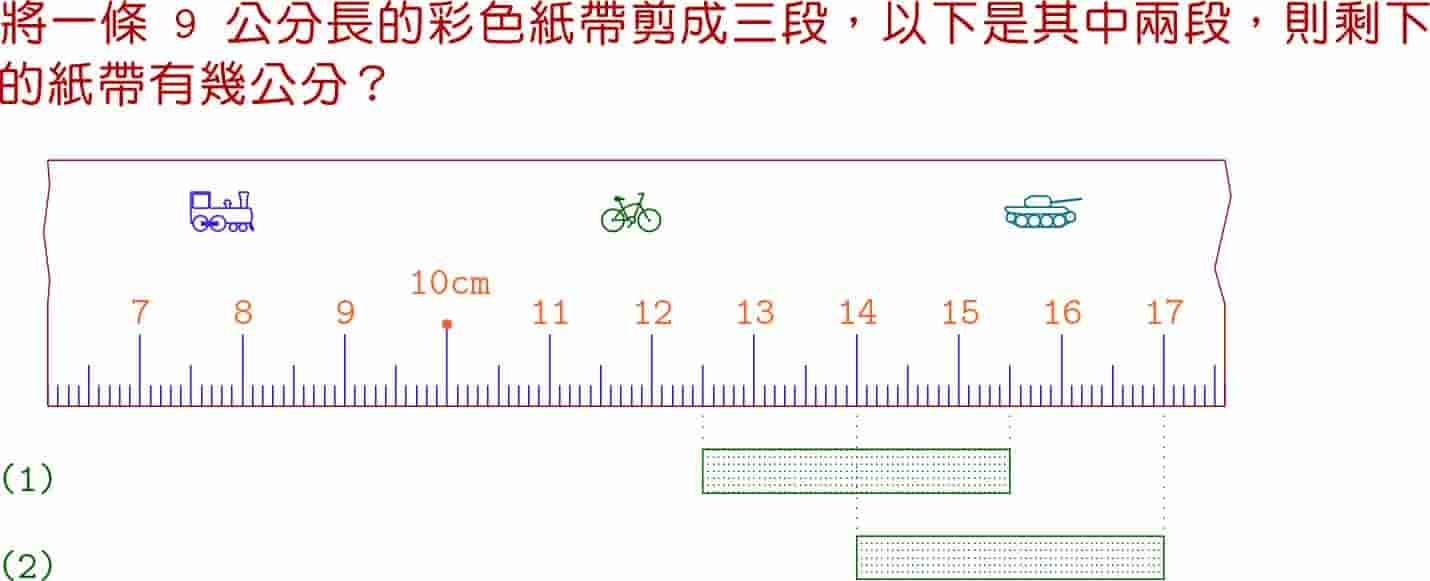 將一條 9 公分長的彩色紙帶剪成三段，以下是其中兩段，則剩下
的紙帶有幾公分？
10cm
7 8 9 11 12 13 14 15 16 17
(1)
(2)